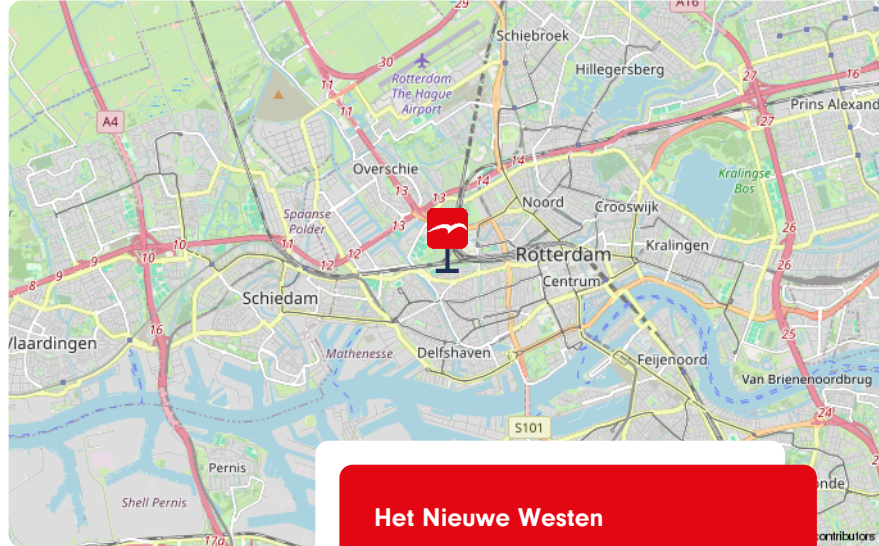 29
A16
Schiebroek
30
Rotterdam
The Hague
Airport
Hillegersberg
27
16
11
11
Prins Alexand
A4
27
14
Overschie
Kralingse
Bos
14
13
13
13
Noord
Crooswijk
Spaanse
Polder
26
10
10
11
12
12
Rotterdam
Kralingen
9
8
9
26
Centrum
Schiedam
16
25
Vlaardingen
Mathenesse
Delfshaven
Feijenoord
Van Brienenoordbrug
24
S101
Pernis
Shell Pernis
17a
onde
Het Nieuwe Westen
contributors